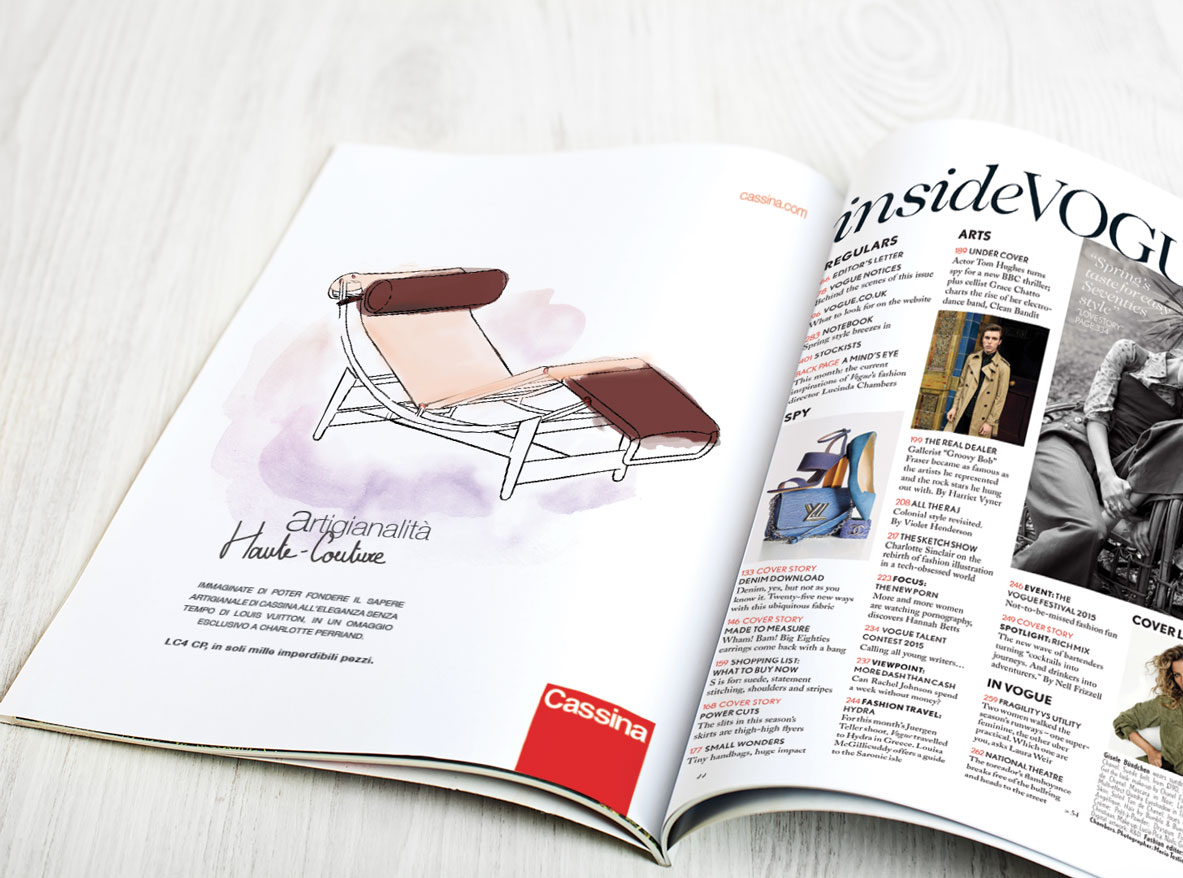 cassina.com
artigianalità
Haute-Couture
IMMAGINATE DI POTER FONDERE IL SAPERE
ARTIGIANALE DI CASSINA ALL'ELEGANZA SENZA
TEMPO DI LOUIS VUITTON, IN UN OMAGGIO
ESCLUSIVO A CHARLOTTE PERRIAND.
LC4 CP, in soli mille imperdibili pezzi.
Cassina
insideVOGU
REGULARS
EDITOR'S LETTER
VOGUE NOTICES
Behind the scenes of this issue
VOGUE.CO.UK
What to look for on the website
NOTEBOOK
Spring style breezes in
401 STOCKISTS
BACK PAGE A MIND'S EYE
This month: the current
inspirations of Vogue's fashion
director Lucinda Chambers
SPY
133 COVER STORY
DENIM DOWNLOAD
Denim, yes, but not as you
know it. Twenty-five new ways
with this ubiquitous fabric
146 COVER STORY
MADE TO MEASURE
Wham! Bam! Big Eighties
earrings come back with a bang
159 SHOPPING LIST:
WHAT TO BUY NOW
S is for: suede, statement
stitching, shoulders and stripes
168 COVER STORY
POWER CUTS
The slits in this season's
skirts are thigh-high flyers
177 SMALL WONDERS
Tiny handbags, huge impact
44
ARTS
189 UNDER COVER
Actor Tom Hughes turns
spy for a new BBC thriller;
plus cellist Grace Chatto
charts the rise of her electro-
dance band, Clean Bandit
199 THE REAL DEALER
Gallerist "Groovy Bob"
Fraser became as famous as
the artists he represented
and the rock stars he hung
out with. By Harriet Vyner
208 ALL THE RAJ
Colonial style revisited.
By Violet Henderson
217 THE SKETCH SHOW
Charlotte Sinclair on the
rebirth of fashion illustration
in a tech-obsessed world
223 FOCUS:
THE NEW PORN
More and more women
are watching pornography,
discovers Hannah Betts
234 VOGUE TALENT
CONTEST 2015
Calling all young writers…
237 VIEWPOINT:
MORE DASH THAN CASH
Can Rachel Johnson spend
a week without money?
244 FASHION TRAVEL:
HYDRA
For this month's Juergen
Teller shoot, Vogue travelled
to Hydra in Greece. Louisa
McGillicuddy offers a guide
to the Saronic isle
"Spring's
taste for easy
Seventies
style"
LOVE STORY,
246 EVENT: THE
VOGUE FESTIVAL 2015
Not-to-be-missed fashion fun
249 COVER STORY
SPOTLIGHT: RICH MIX
The new wave of bartenders
turning "cocktails into
journeys. And drinkers into
adventurers." By Nell Frizzell
IN VOGUE
259 FRAGILITY VS UTILITY
Two women walked the
season's runways – one super-
feminine, the other uber
practical. Which one are
you, asks Laura Weir
262 NATIONAL THEATRE
The toreador's flamboyance
breaks free of the bullring
and heads to the street
> 54
COVER L
Gisele Bündchen wears